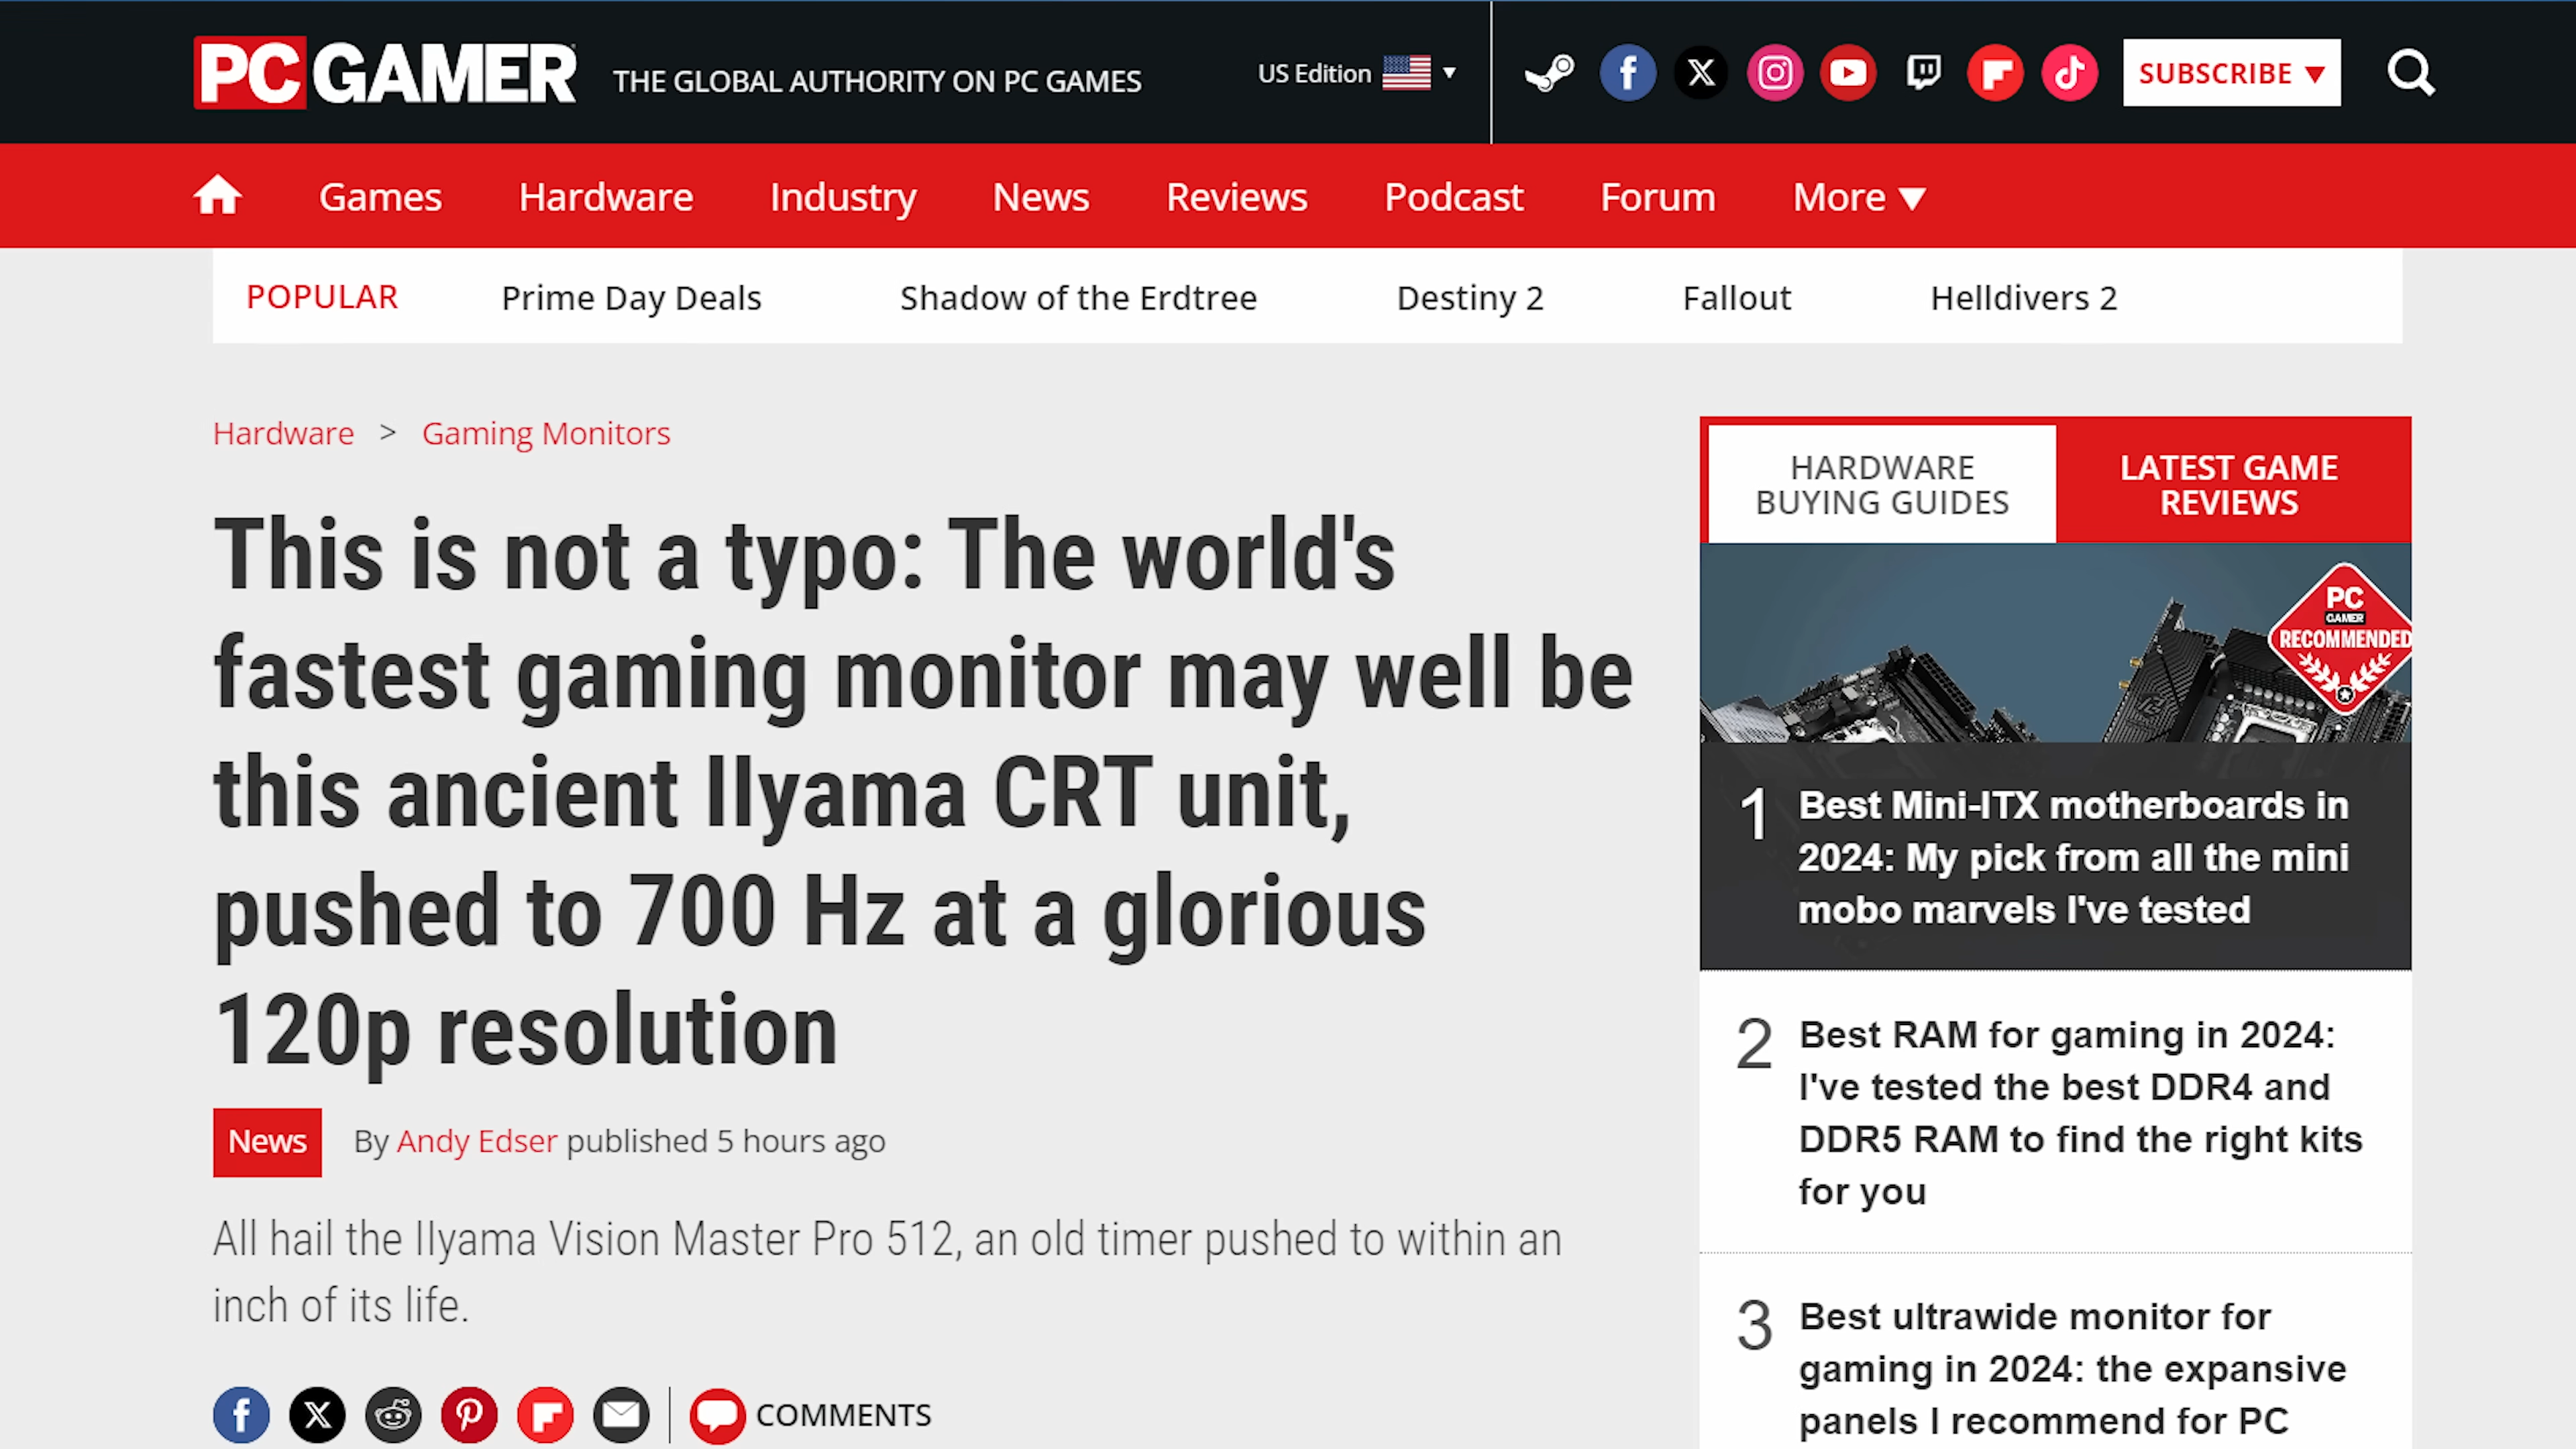 PC GAMER
THE GLOBAL AUTHORITY ON PC GAMES
US Edition
SUBSCRIBE
Games
Hardware
Industry
News
Reviews
Podcast
Forum
More
POPULAR
Prime Day Deals
Shadow of the Erdtree
Destiny 2
Fallout
Helldivers 2
Hardware > Gaming Monitors
This is not a typo: The world's
fastest gaming monitor may well be
this ancient IIyama CRT unit,
pushed to 700 Hz at a glorious
120p resolution
News
By Andy Edser published 5 hours ago
All hail the IIyama Vision Master Pro 512, an old timer pushed to within an
inch of its life.
COMMENTS
HARDWARE
BUYING GUIDES
LATEST GAME
REVIEWS
PC
GAMER
RECOMMENDED
1
Best Mini-ITX motherboards in
2024: My pick from all the mini
mobo marvels I've tested
2
Best RAM for gaming in 2024:
I've tested the best DDR4 and
DDR5 RAM to find the right kits
for you
3
Best ultrawide monitor for
gaming in 2024: the expansive
panels I recommend for PC